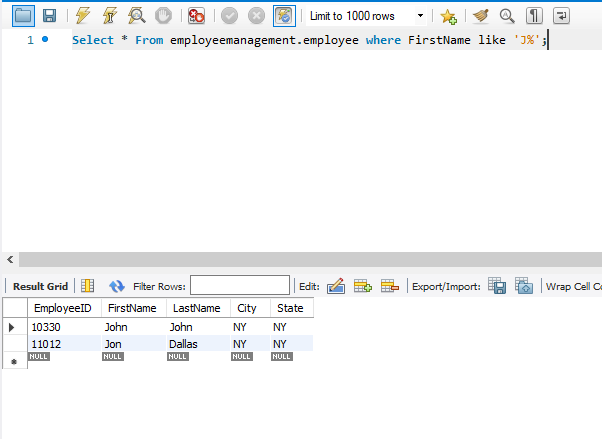 Limit to 1000 rows
1 Select * From employeemanagement.employee where FirstName like 'J%';
Result Grid Filter Rows: Edit: Export/Import: Wrap Cell Co
EmployeeID FirstName LastName City State
10330 John John NY NY
11012 Jon Dallas NY NY
NULL NULL NULL NULL NULL